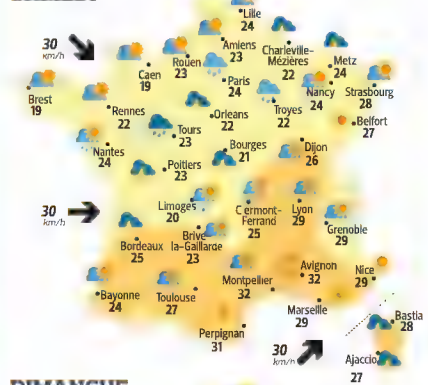 Lille
24
30
km/h
Amiens
23
Rouen
23
Charleville-
Mézières
22
Metz
24
Caen
19
Paris
24
Nancy
24
Strasbourg
28
Brest
19
Rennes
22
Orleans
22
Troyes
22
Belfort
27
Tours
23
Nantes
24
Bourges
21
Dijon
26
Poitiers
23
Limoges
20
C ermont-
Ferrand
25
Lyon
29
30
km/h
Grenoble
29
Bordeaux
25
Brive
la-Gaillarde
23
Avignon
32
Nice
29
Bayonne
24
Toulouse
27
Montpellier
32
Marseille
29
Bastia
28
Perpignan
31
30
km/h
Ajaccio
27
DIMANCHE